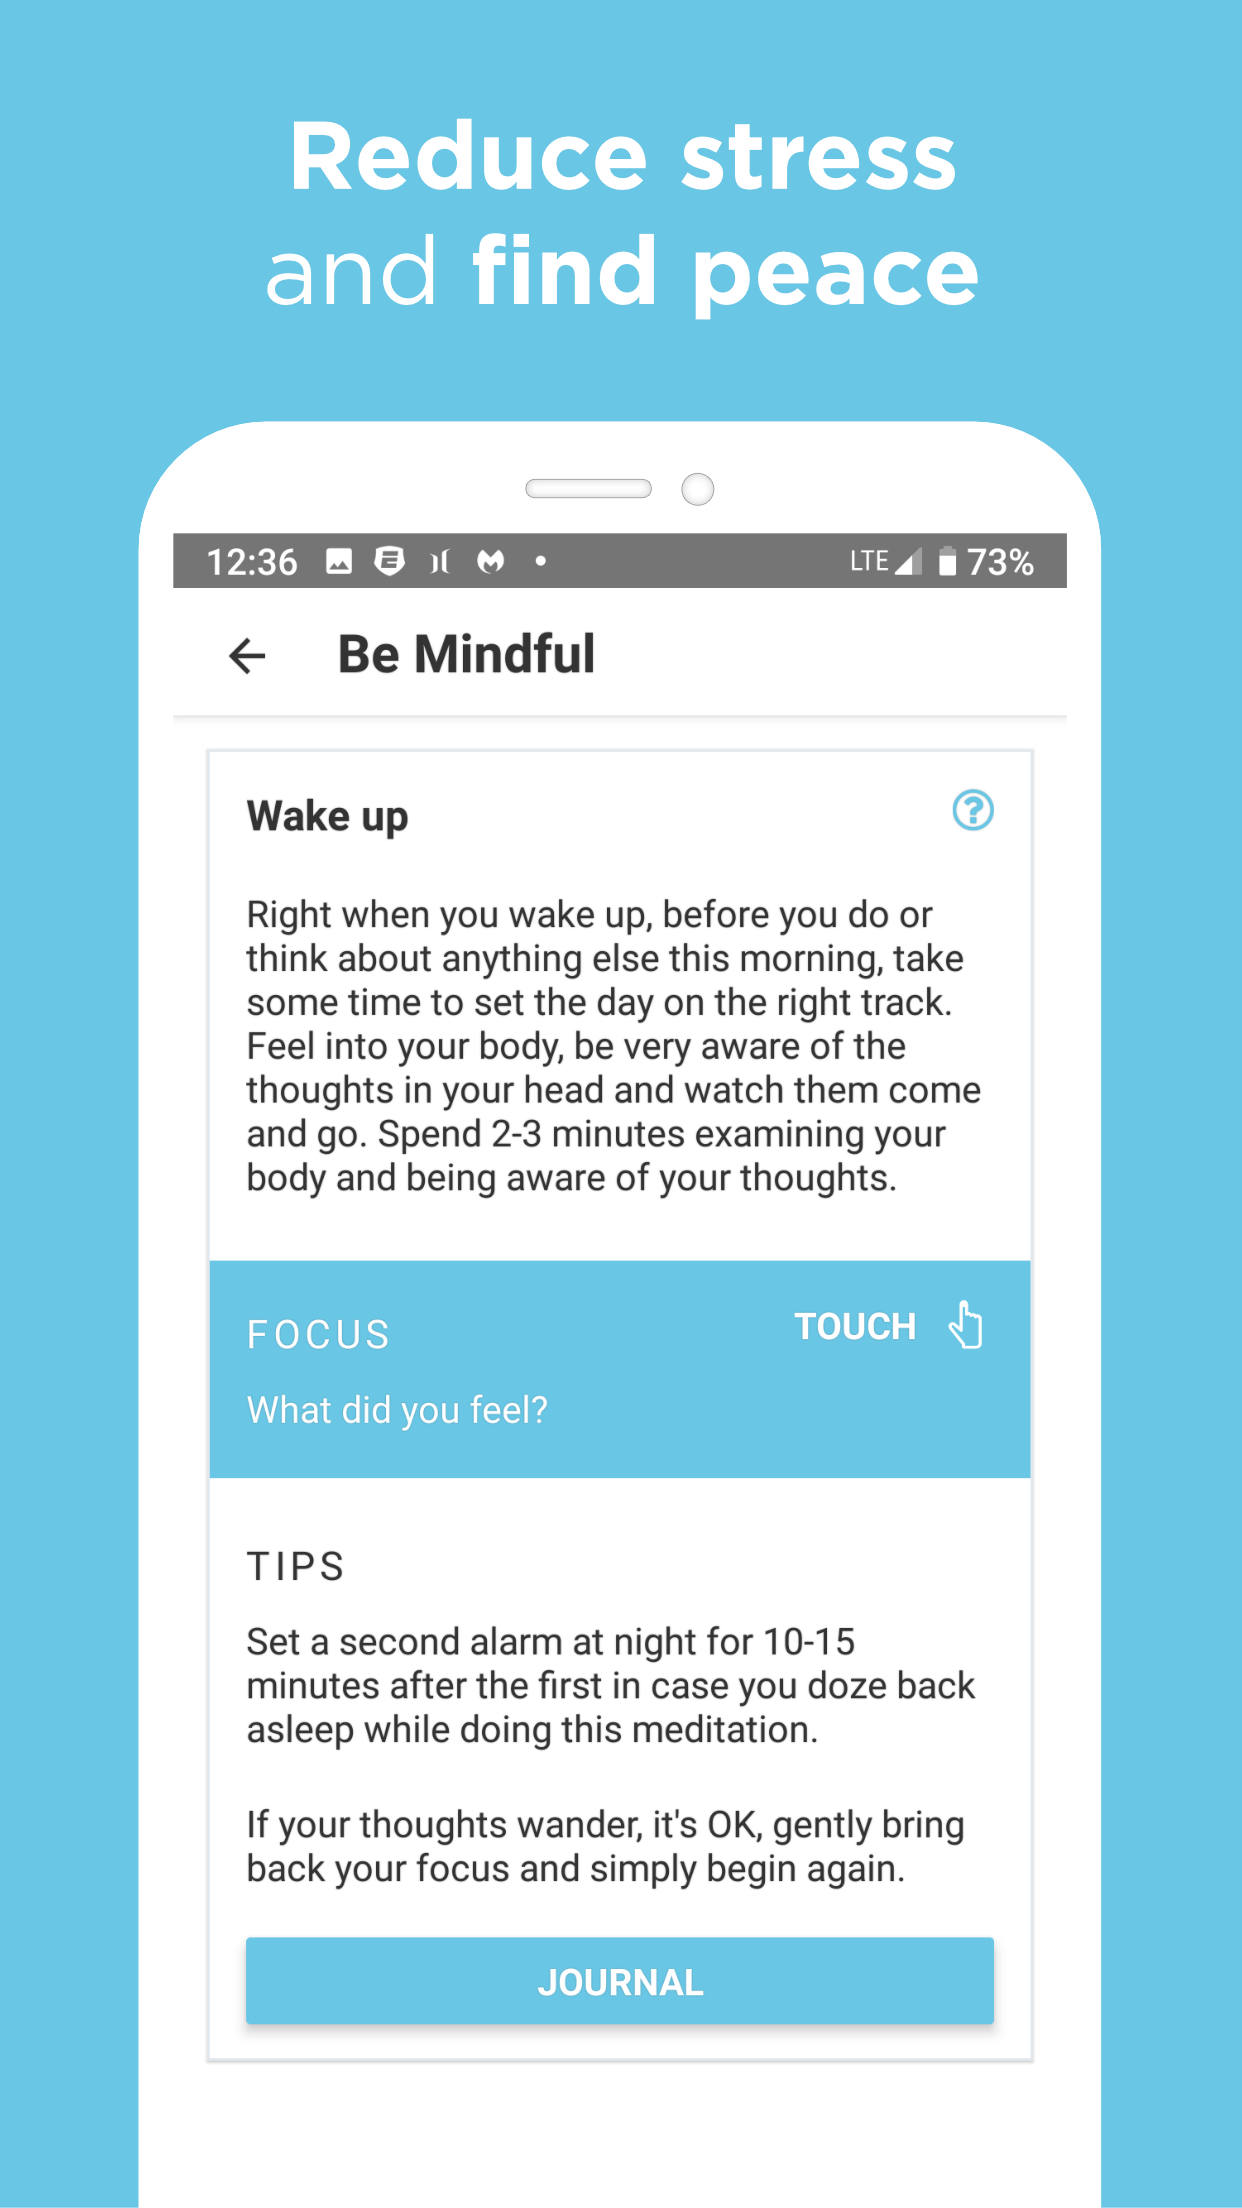 Reduce stress
and find peace
12:36 LTE 73%
Be Mindful
Wake up
Right when you wake up, before you do or
think about anything else this morning, take
some time to set the day on the right track.
Feel into your body, be very aware of the
thoughts in your head and watch them come
and go. Spend 2-3 minutes examining your
body and being aware of your thoughts.
FOCUS
TOUCH
What did you feel?
TIPS
Set a second alarm at night for 10-15
minutes after the first in case you doze back
asleep while doing this meditation.
If your thoughts wander, it's OK, gently bring
back your focus and simply begin again.
JOURNAL